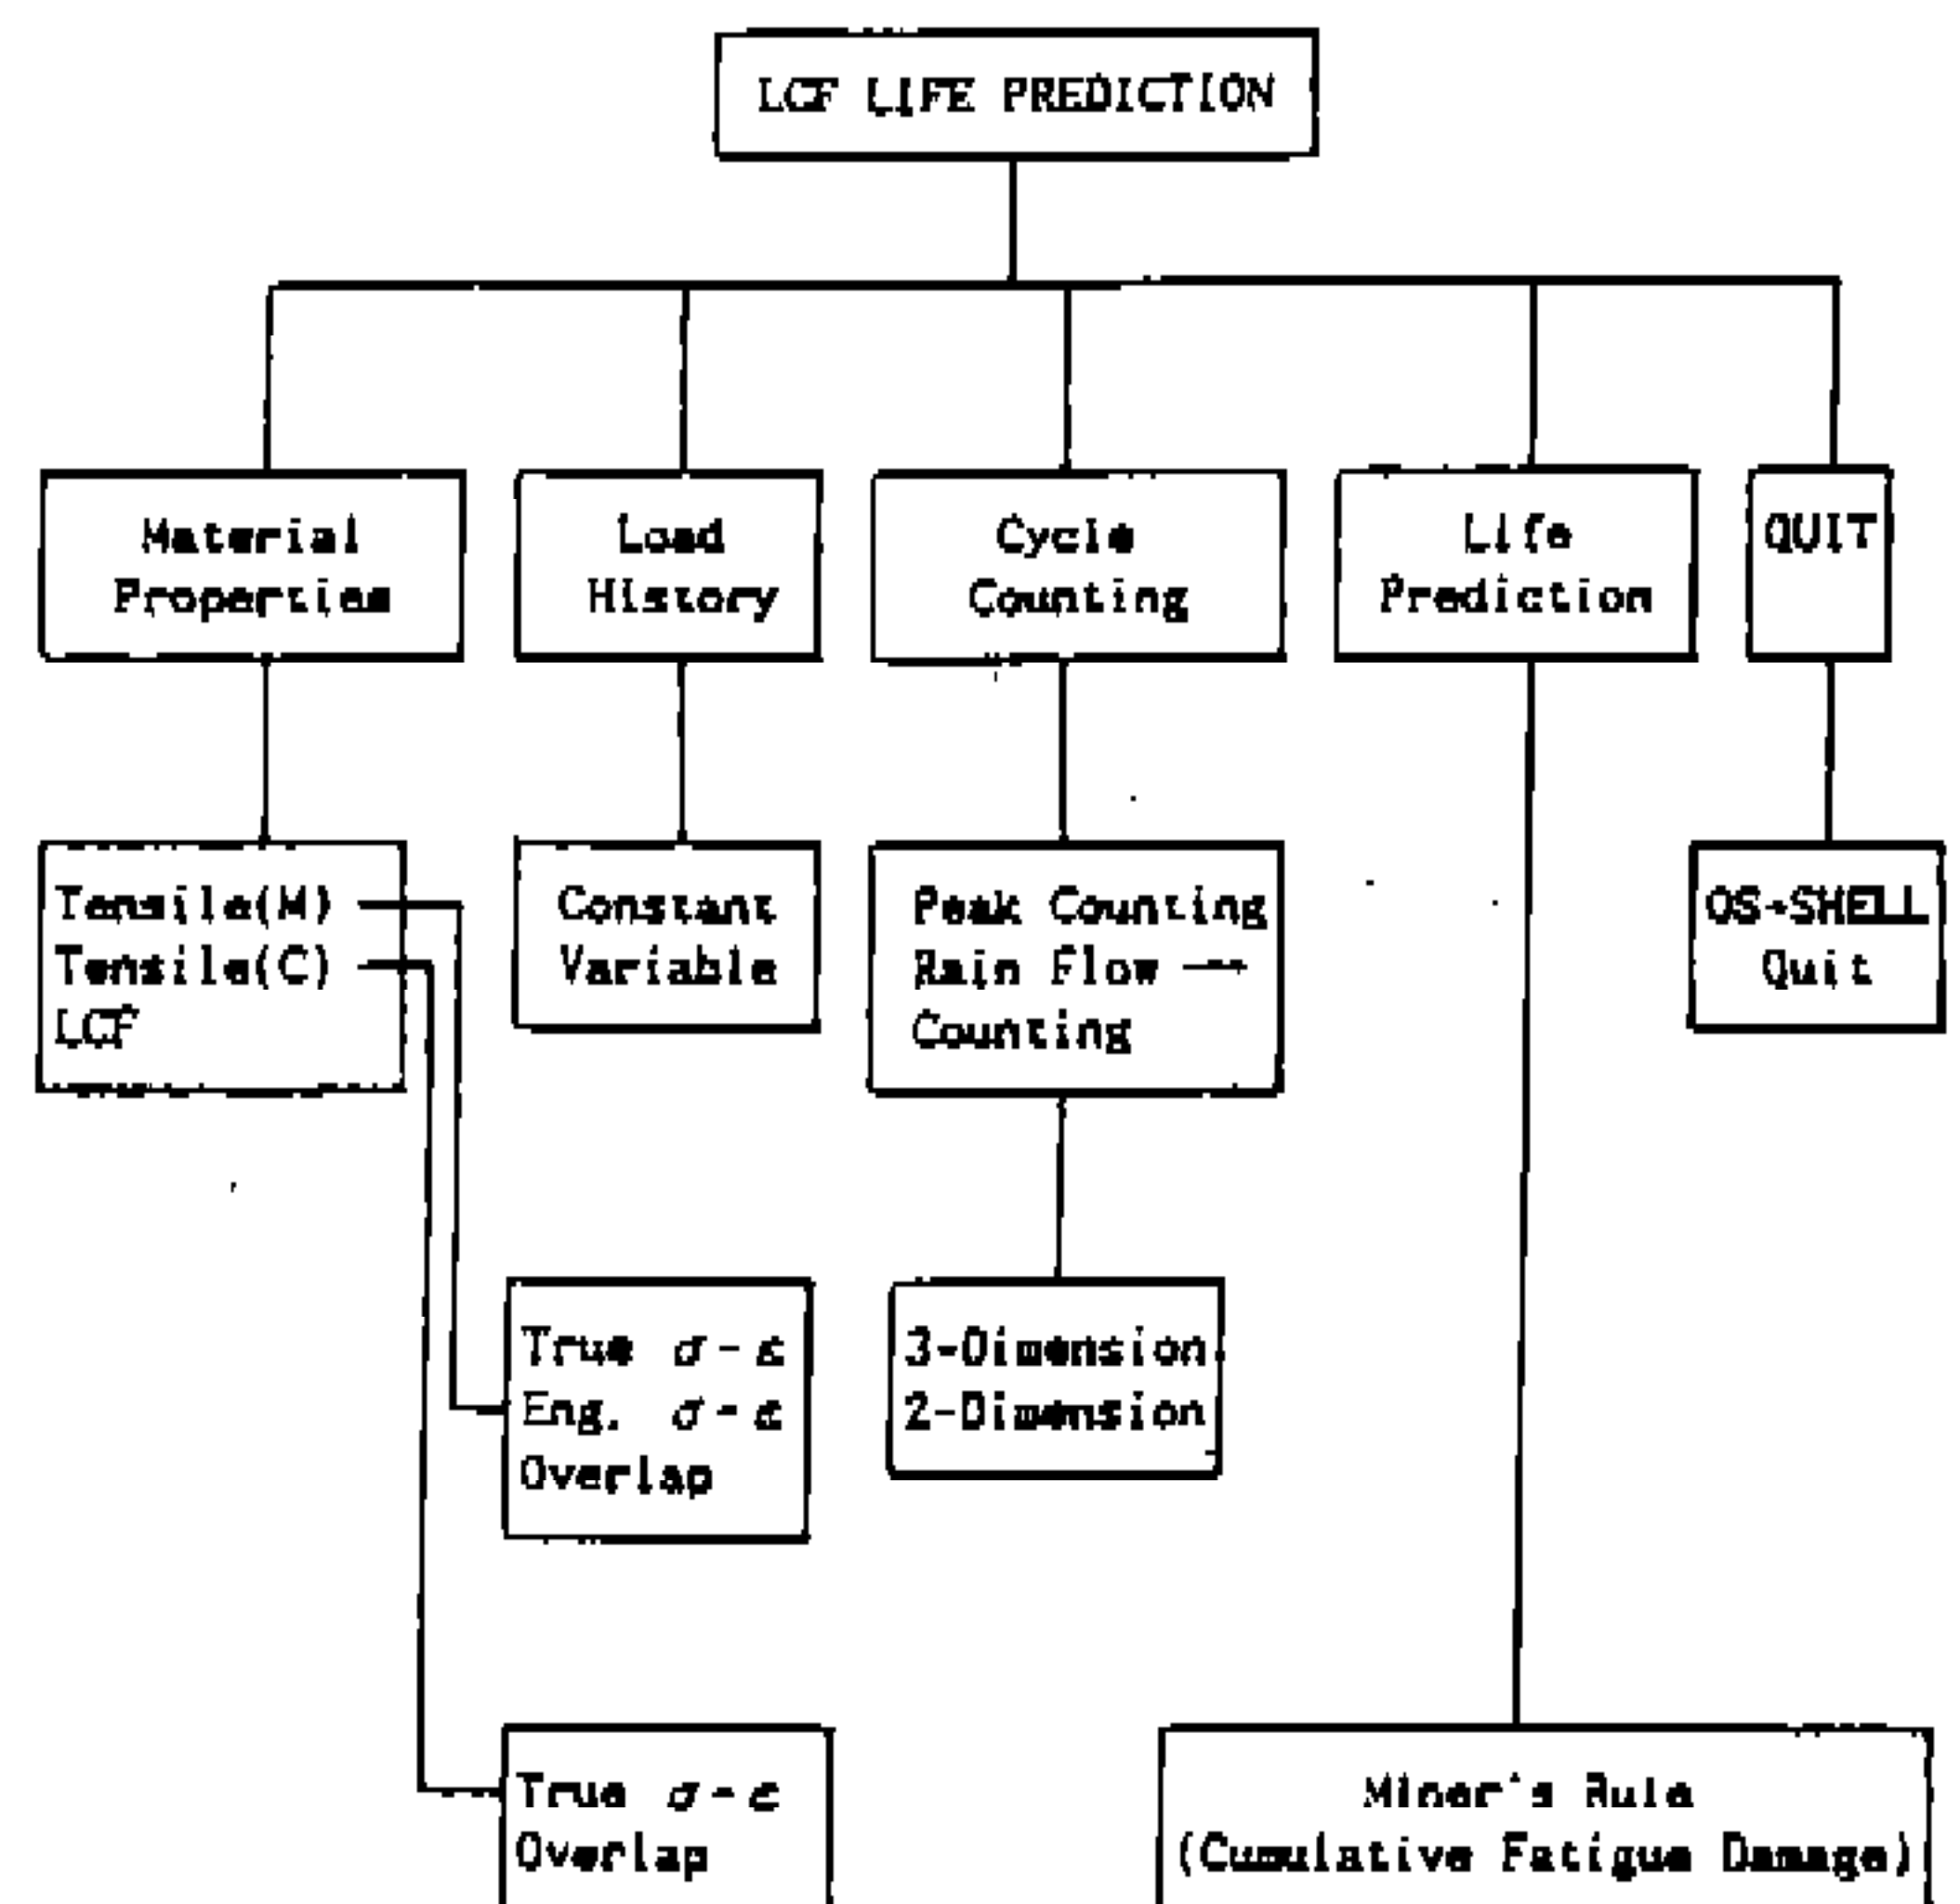 LCF LIFE PREDICTION
Material
Properties
Load
History
Cycle
Counting
Life
Prediction
QUIT
Tensile(M)
Tensile(C)
LCF
Constant
Variable
Peak Counting
Rain Flow —
Counting
OS-SHELL
Quit
True σ-ε
Eng. σ-ε
Overlap
3-Dimension
2-Dimension
True σ-ε
Overlap
Miner's Rule
(Cumulative Fatigue Damage)